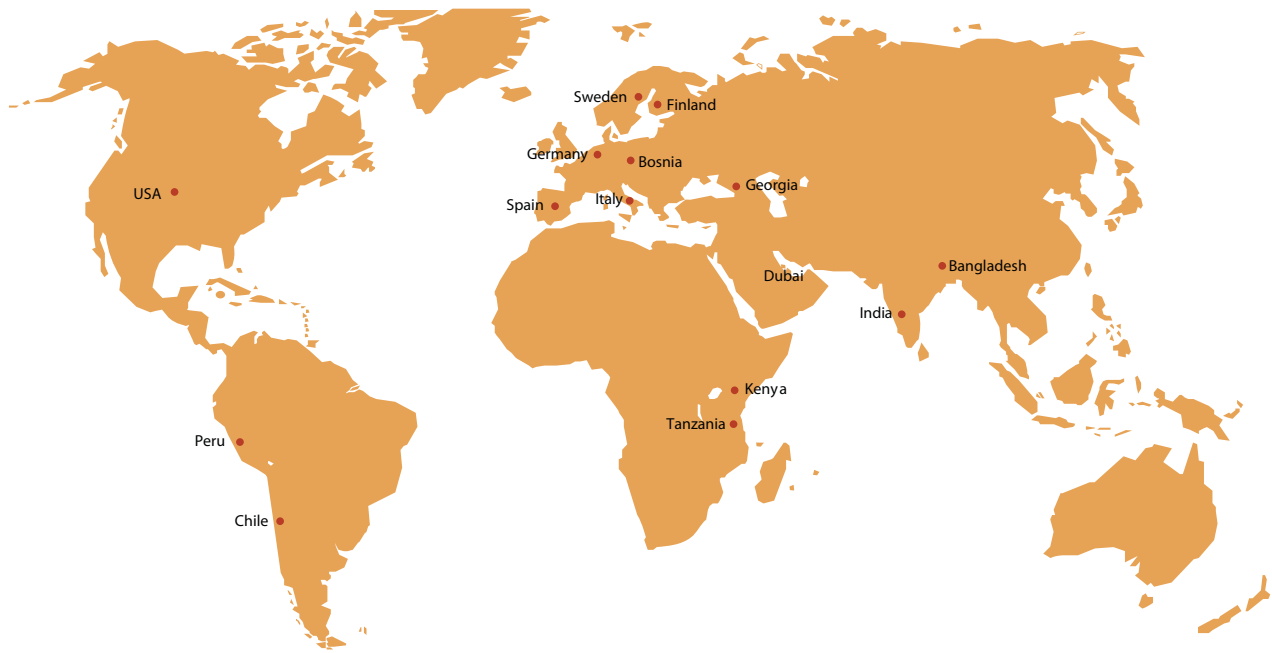 Sweden
Finland
Germany
Bosnia
Georgia
USA
Italy
Spain
Bangladesh
Dubai
India
Kenya
Tanzania
Peru
Chile